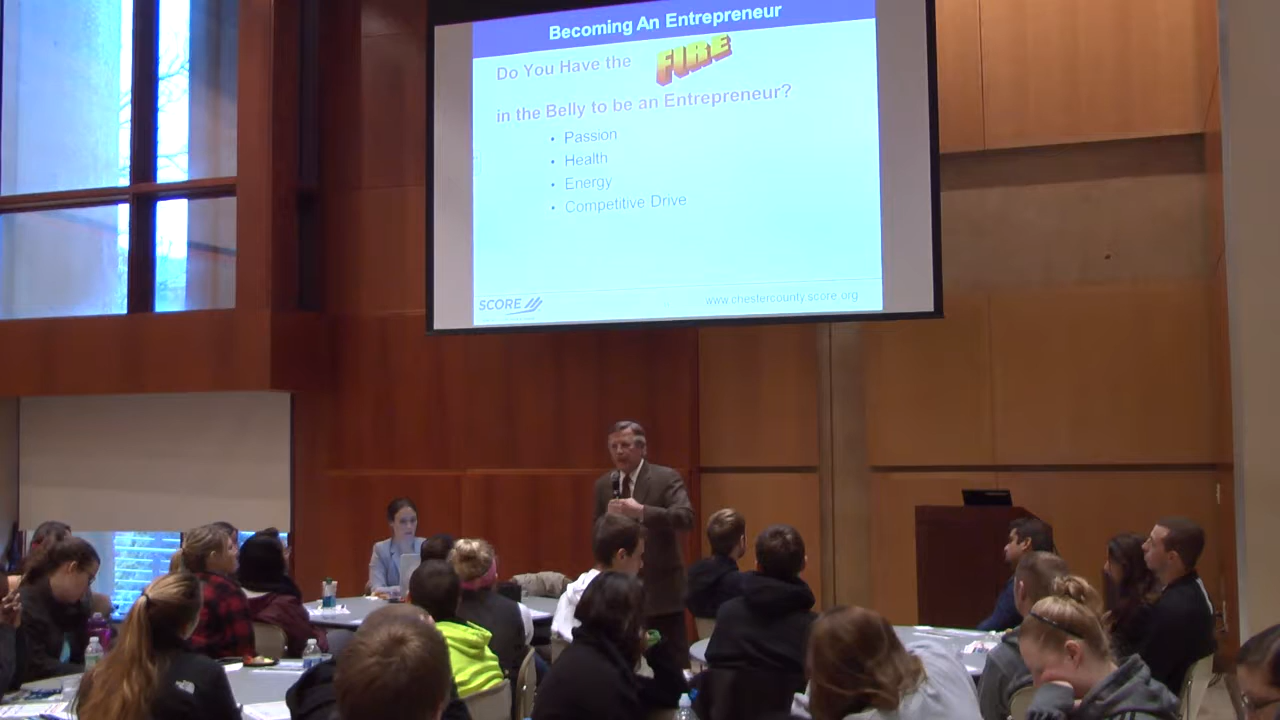 Becoming An Entrepreneur
Do You Have the FIRE
in the Belly to be an Entrepreneur?
• Passion
• Health
• Energy
• Competitive Drive
SCORE
www.chestercounty.score.org